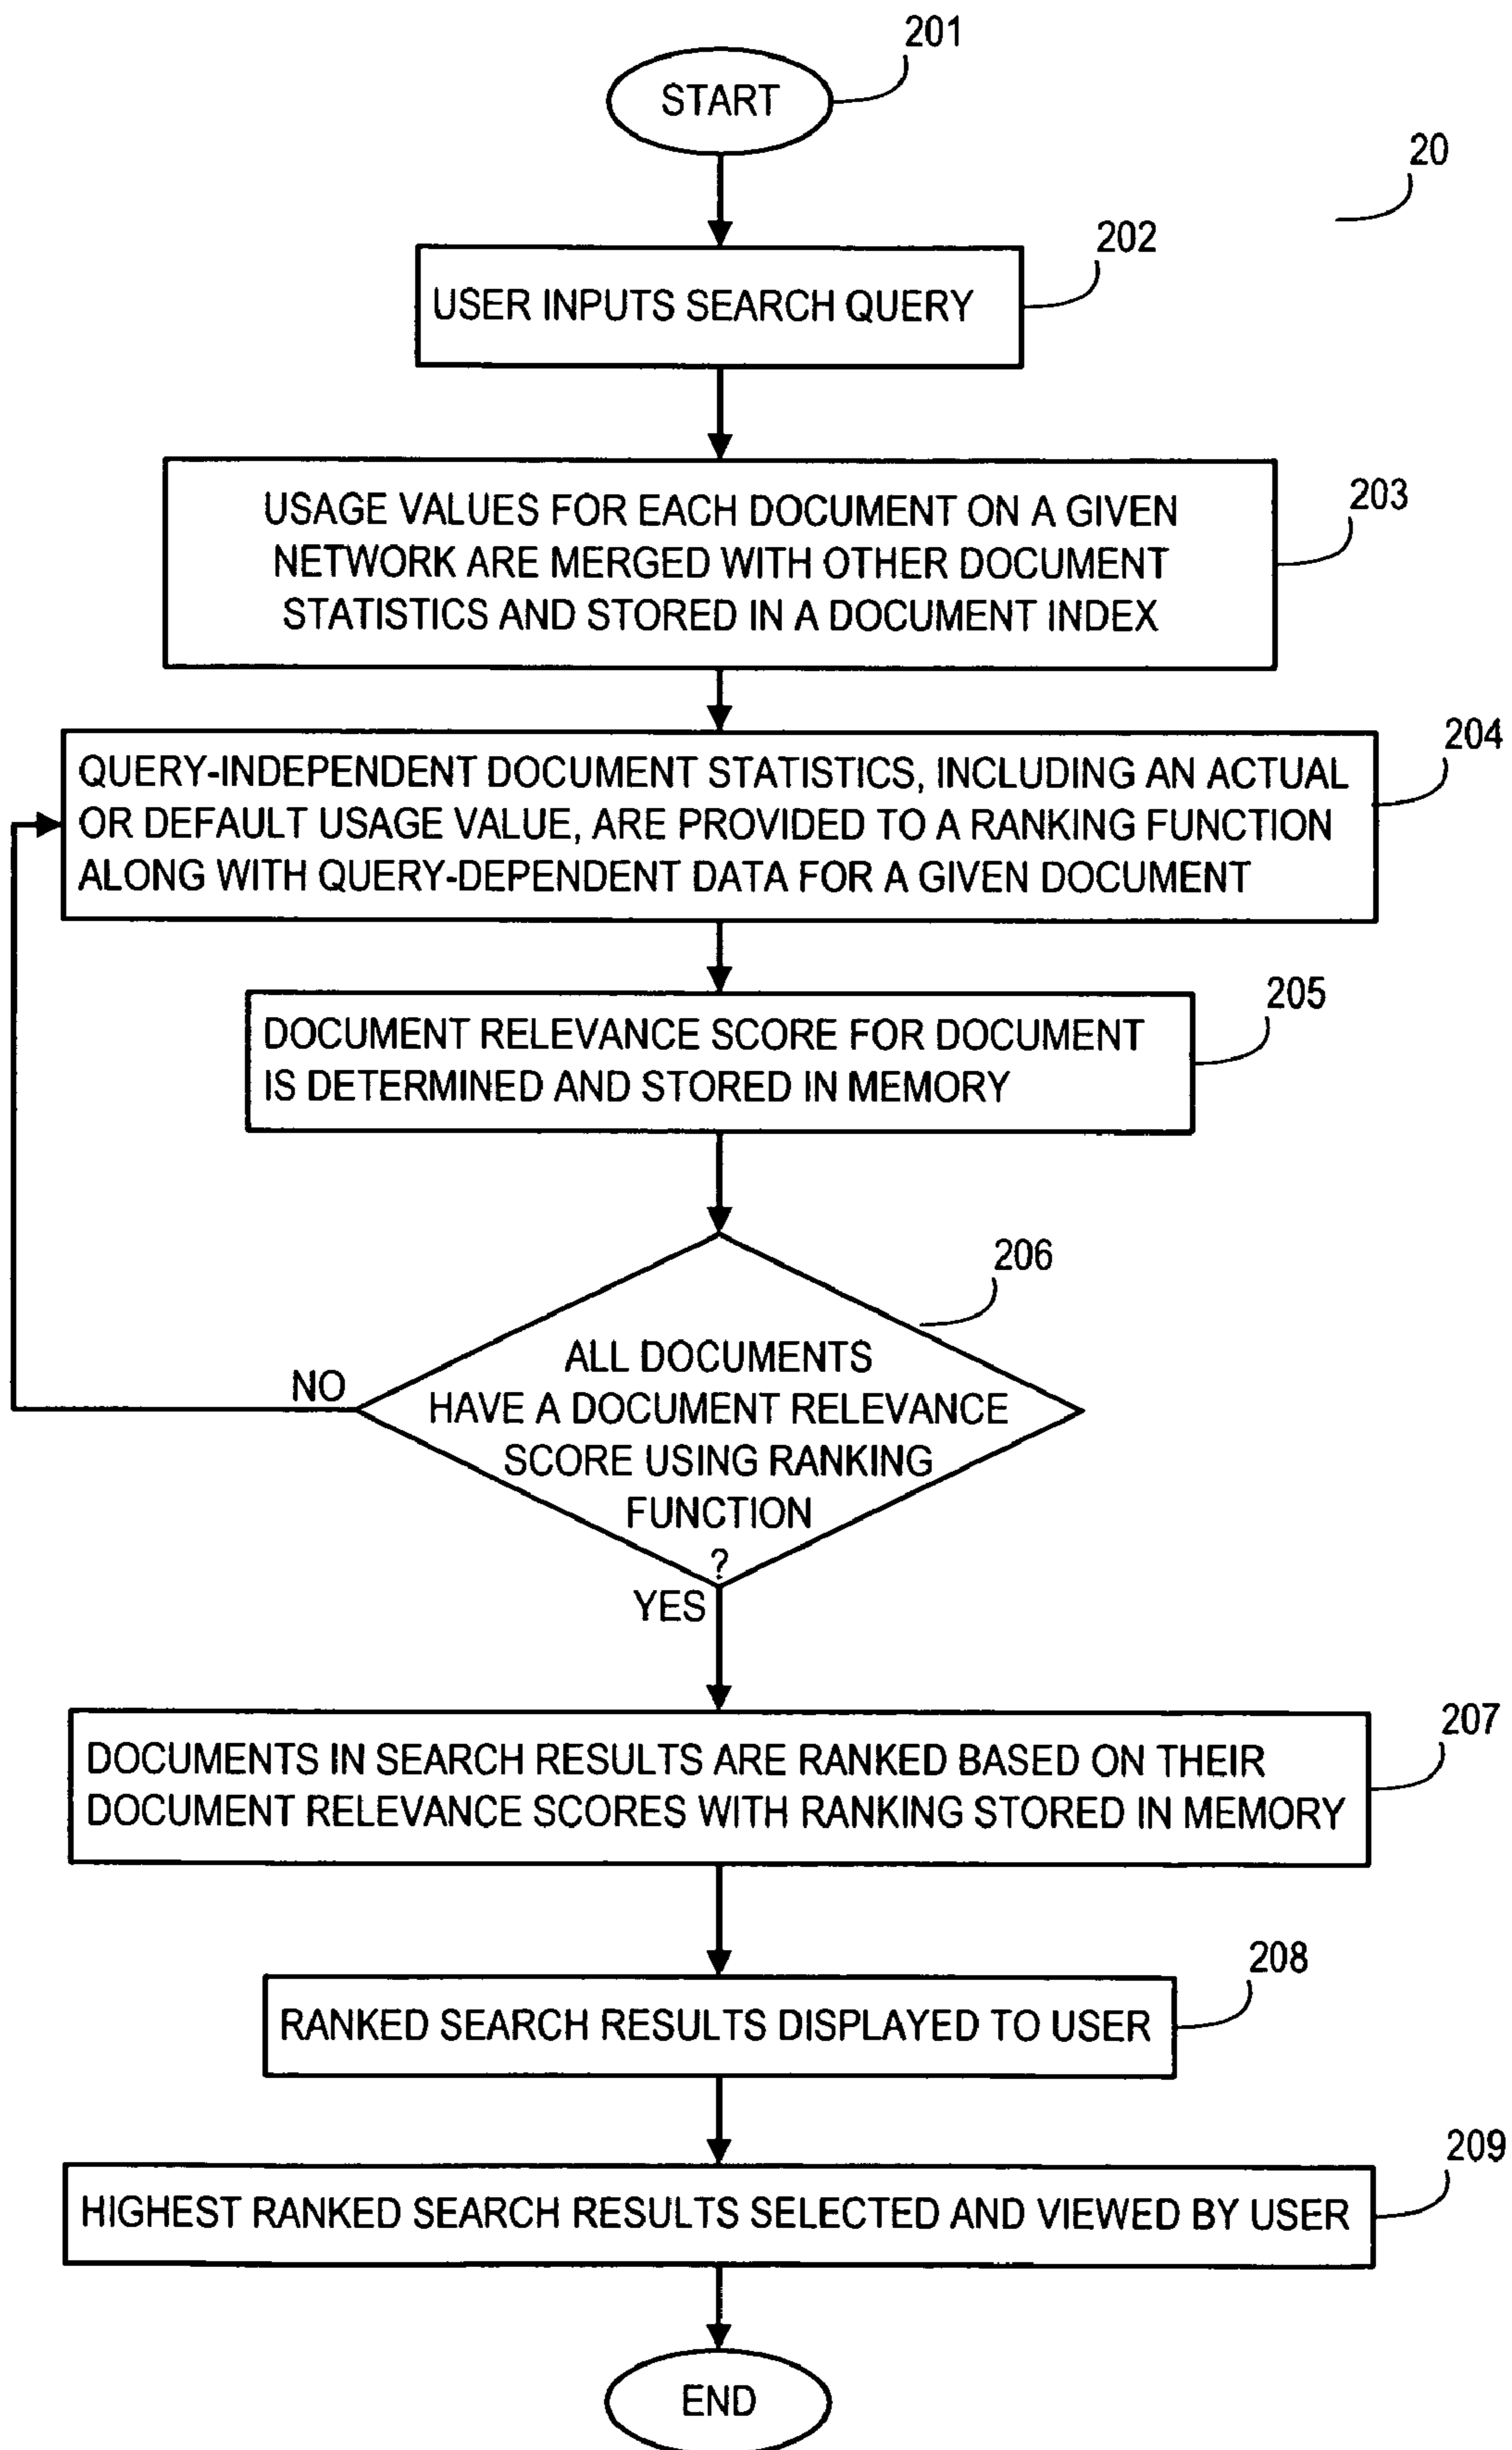 201
START
20
202
USER INPUTS SEARCH QUERY
203
USAGE VALUES FOR EACH DOCUMENT ON A GIVEN
NETWORK ARE MERGED WITH OTHER DOCUMENT
STATISTICS AND STORED IN A DOCUMENT INDEX
204
QUERY-INDEPENDENT DOCUMENT STATISTICS, INCLUDING AN ACTUAL
OR DEFAULT USAGE VALUE, ARE PROVIDED TO A RANKING FUNCTION
ALONG WITH QUERY-DEPENDENT DATA FOR A GIVEN DOCUMENT
205
DOCUMENT RELEVANCE SCORE FOR DOCUMENT
IS DETERMINED AND STORED IN MEMORY
206
ALL DOCUMENTS
NO
HAVE A DOCUMENT RELEVANCE
SCORE USING RANKING
FUNCTION
?
YES
207
DOCUMENTS IN SEARCH RESULTS ARE RANKED BASED ON THEIR
DOCUMENT RELEVANCE SCORES WITH RANKING STORED IN MEMORY
208
RANKED SEARCH RESULTS DISPLAYED TO USER
209
HIGHEST RANKED SEARCH RESULTS SELECTED AND VIEWED BY USER
END